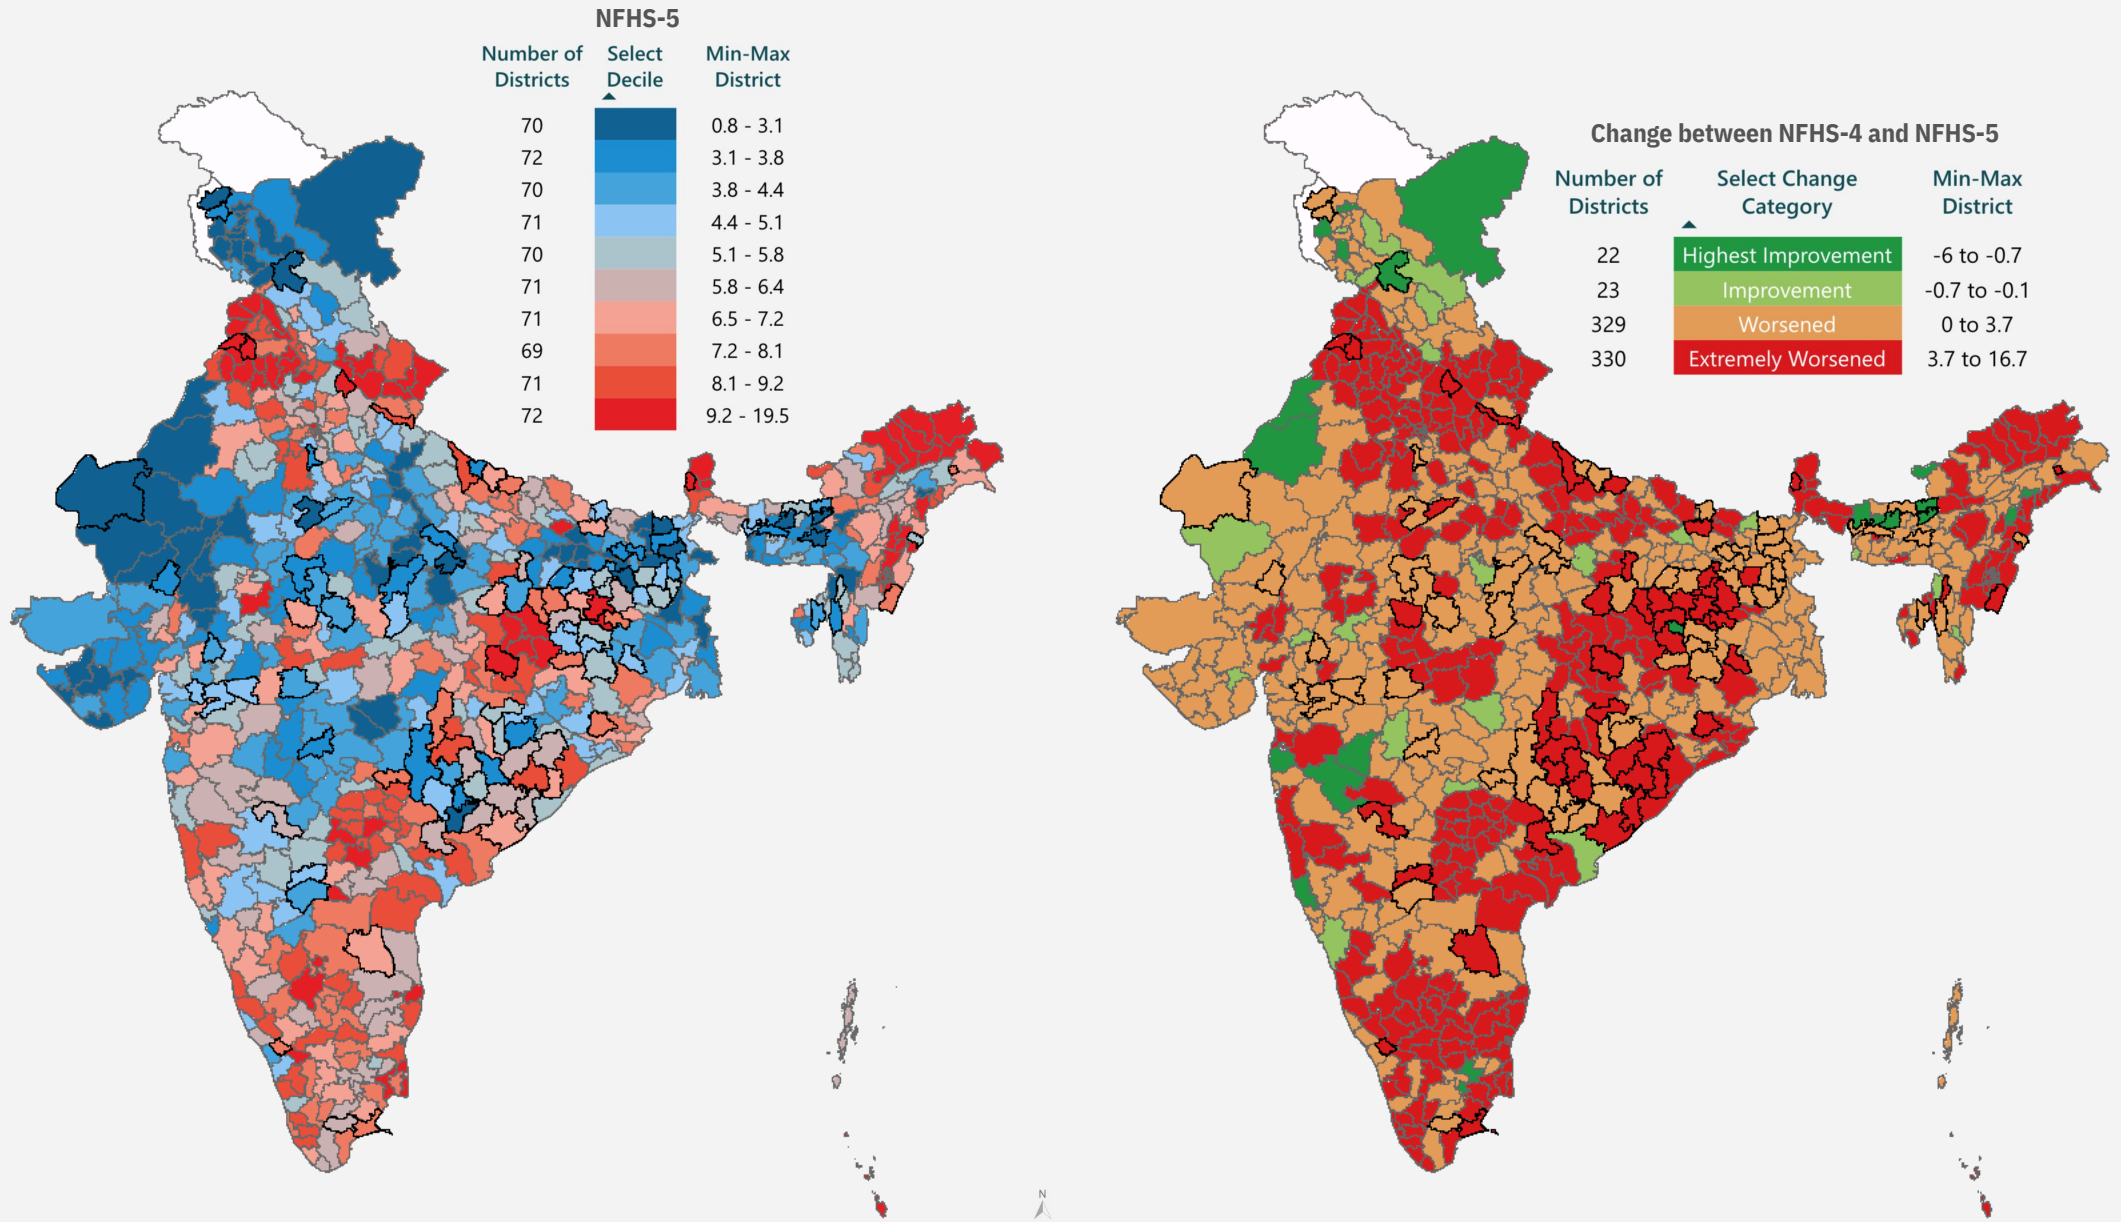 NFHS-5
Number of Districts Select Decile Min-Max District
70 0.8 - 3.1
72 3.1 - 3.8
70 3.8 - 4.4
71 4.4 - 5.1
70 5.1 - 5.8
71 5.8 - 6.4
71 6.5 - 7.2
69 7.2 - 8.1
71 8.1 - 9.2
72 9.2 - 19.5
Change between NFHS-4 and NFHS-5
Number of Districts Select Change Category Min-Max District
22 Highest Improvement -6 to -0.7
23 Improvement -0.7 to -0.1
329 Worsened 0 to 3.7
330 Extremely Worsened 3.7 to 16.7
N